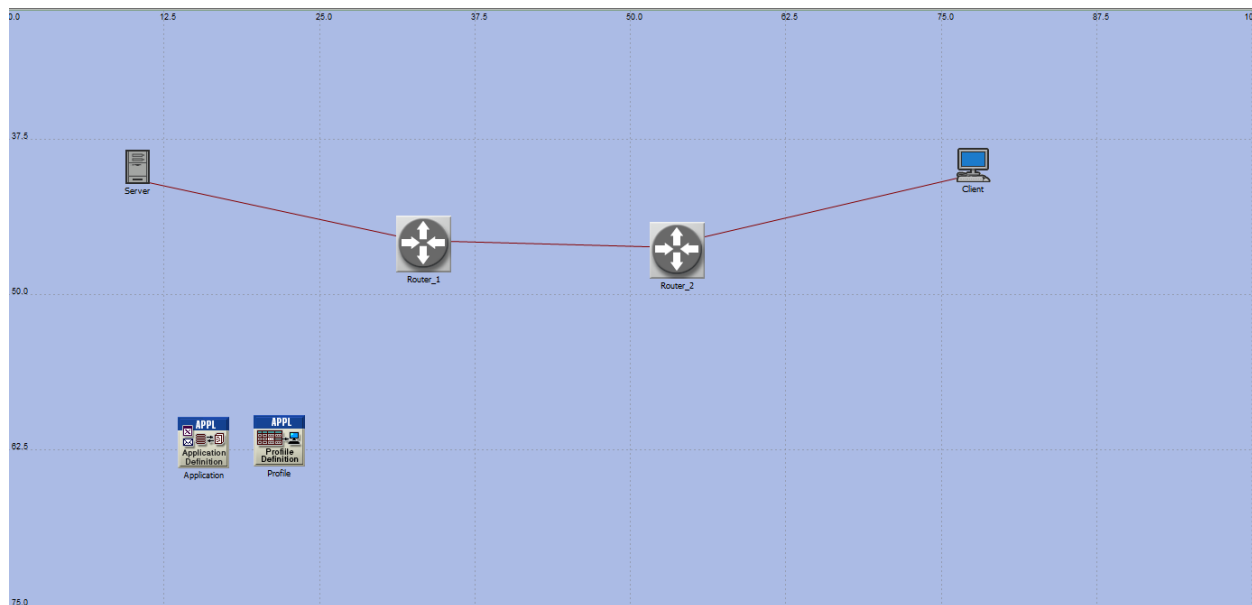 0.0 12.5 25.0 37.5 50.0 62.5 75.0 87.5 10
37.5
Server
Client
Router_1
Router_2
50.0
APPL APPL
Application Definition
Profile Definition
62.5
Application
Profile
75.0